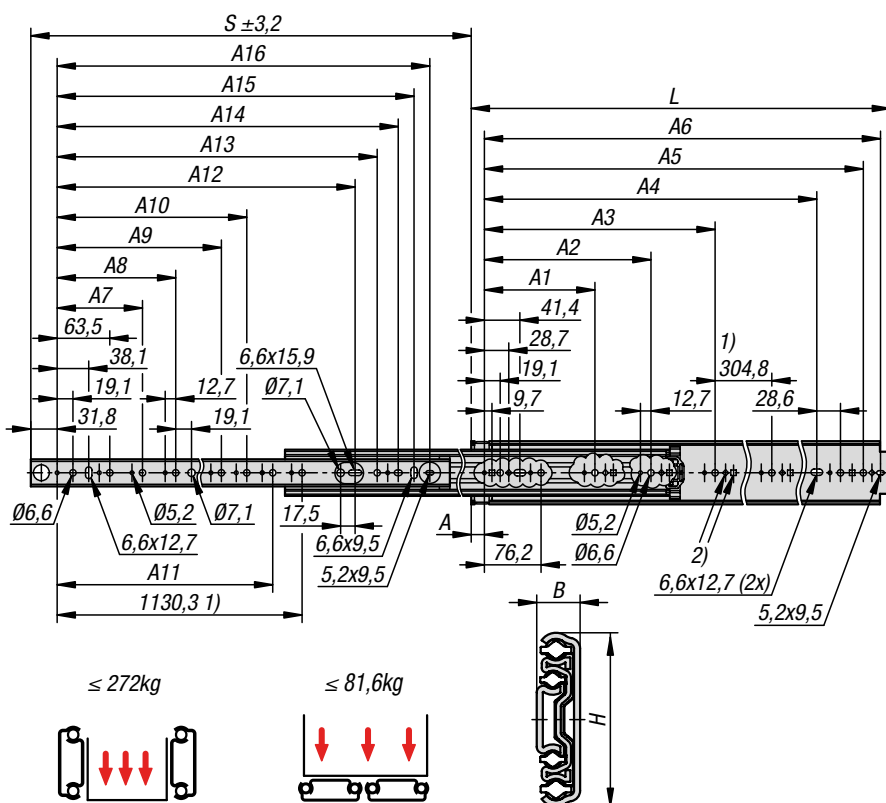 S ±3,2
A16
A15
L
A14
A6
A13
A5
A12
A4
A10
A3
A9
A2
A8
A1
A7
41,4
63,5
28,7
1)
38,1
6,6x15,9
304,8
19,1
12,7
Ø7,1
19,1
12,7
28,6
31,8
19,1
9,7
Ø6,6
Ø5,2
Ø7,1
17,5
A
Ø5,2
6,6x12,7
6,6x9,5
76,2
Ø6,6
2)
A11
5,2x9,5
B
6,6x12,7 (2x)
1130,3 1)
5,2x9,5
≤ 272kg
≤ 81,6kg
H